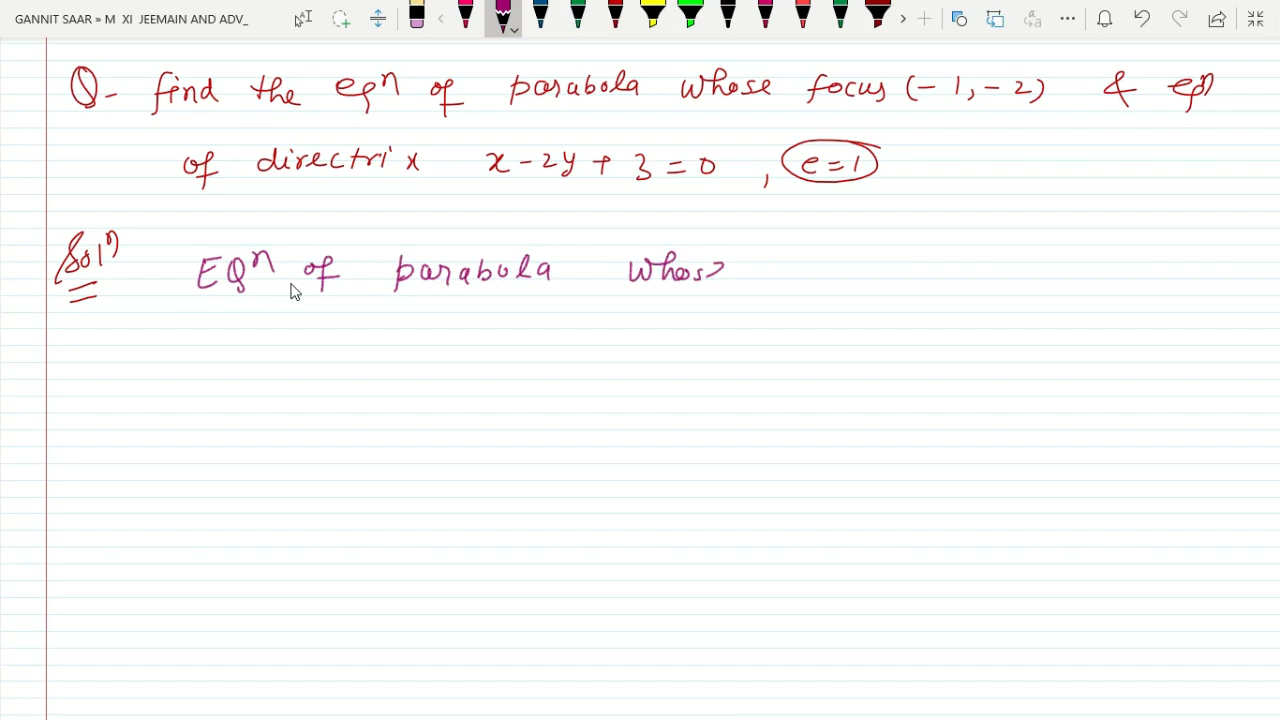 GANNIT SAAR » M XI JEEMAIN AND ADV_
Q- find the eqn of parabola whose focus (-1,-2) & eqn
of directrix x-2y+3=0, e=1
Soln EQn of parabola whos